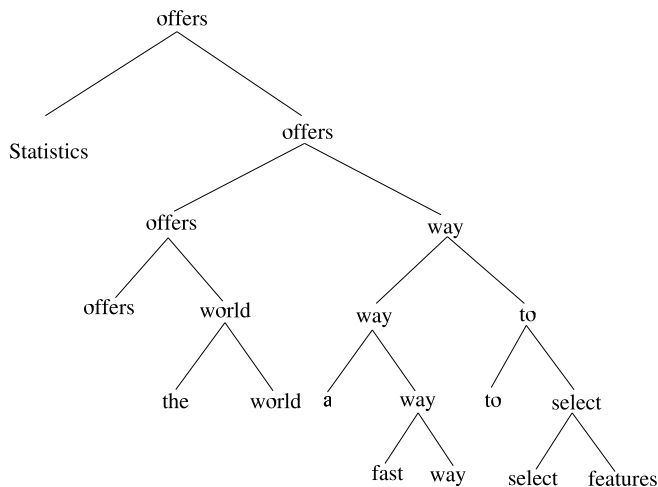 offers
offers
Statistics
offers
way
offers
world
way
to
the
world
a
way
to
select
fast
way
select
features